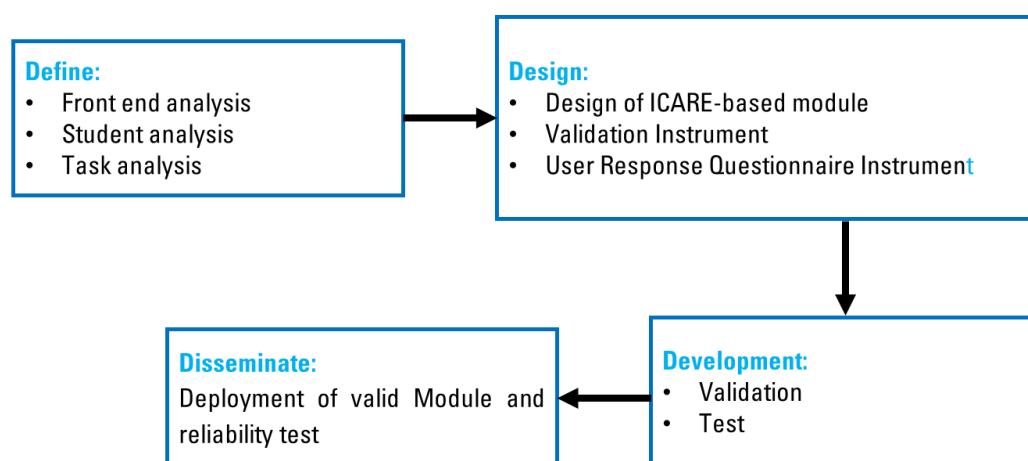 Define:
• Front end analysis
• Student analysis
• Task analysis
Design:
• Design of ICARE-based module
• Validation Instrument
• User Response Questionnaire Instrument
Development:
• Validation
• Test
Disseminate:
Deployment of valid Module and
reliability test